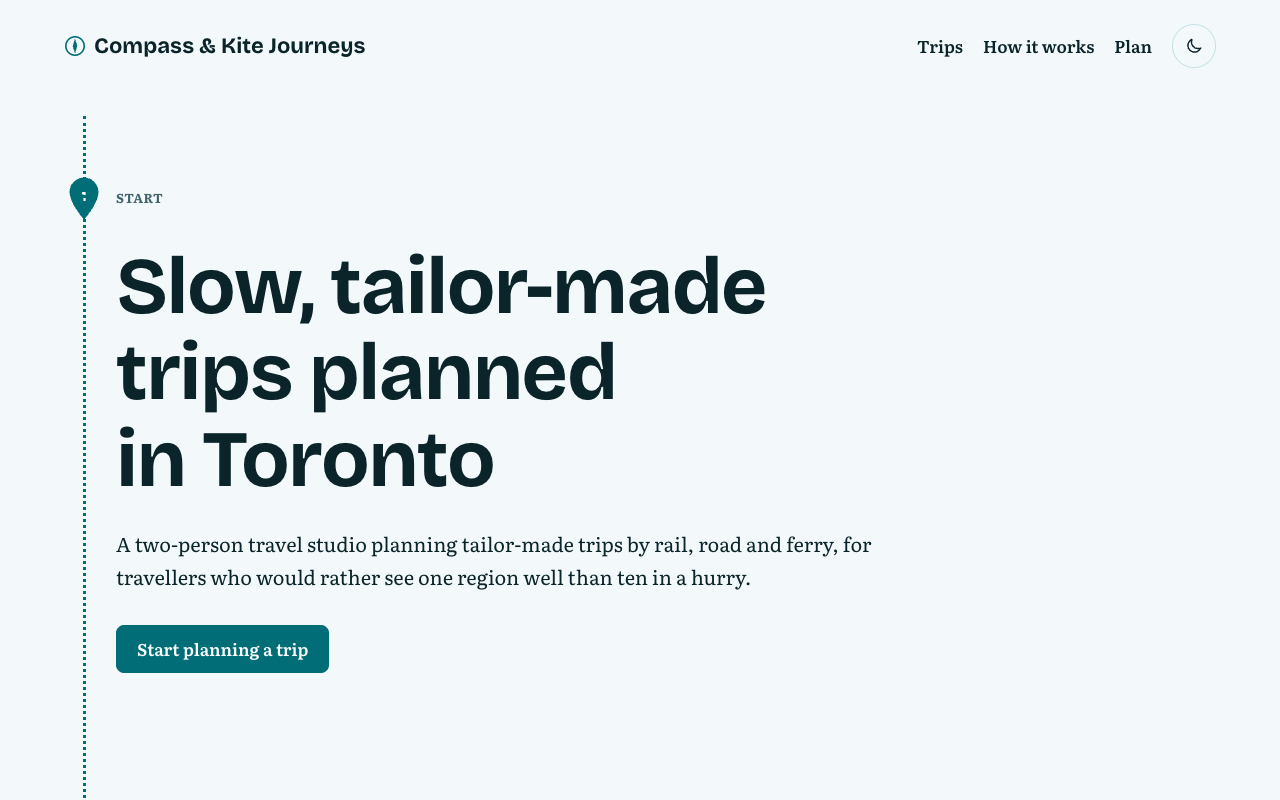 Compass & Kite Journeys
Trips How it works Plan
START
Slow, tailor-made
trips planned
in Toronto
A two-person travel studio planning tailor-made trips by rail, road and ferry, for
travellers who would rather see one region well than ten in a hurry.
Start planning a trip